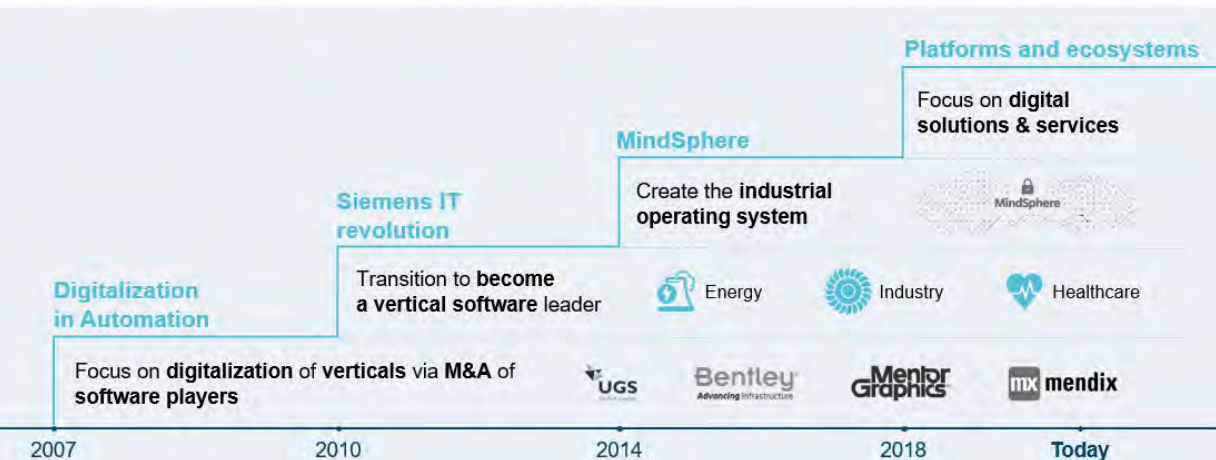 Platforms and ecosystems
Focus on digital
solutions & services
MindSphere
Create the industrial
operating system
MindSphere
Siemens IT
revolution
Transition to become
a vertical software leader
Energy
Industry
Healthcare
Digitalization
in Automation
Focus on digitalization of verticals via M&A of
software players
UGS
Bentley
Advancing Infrastructure
Mentor
Graphics
mx mendix
2007
2010
2014
2018
Today